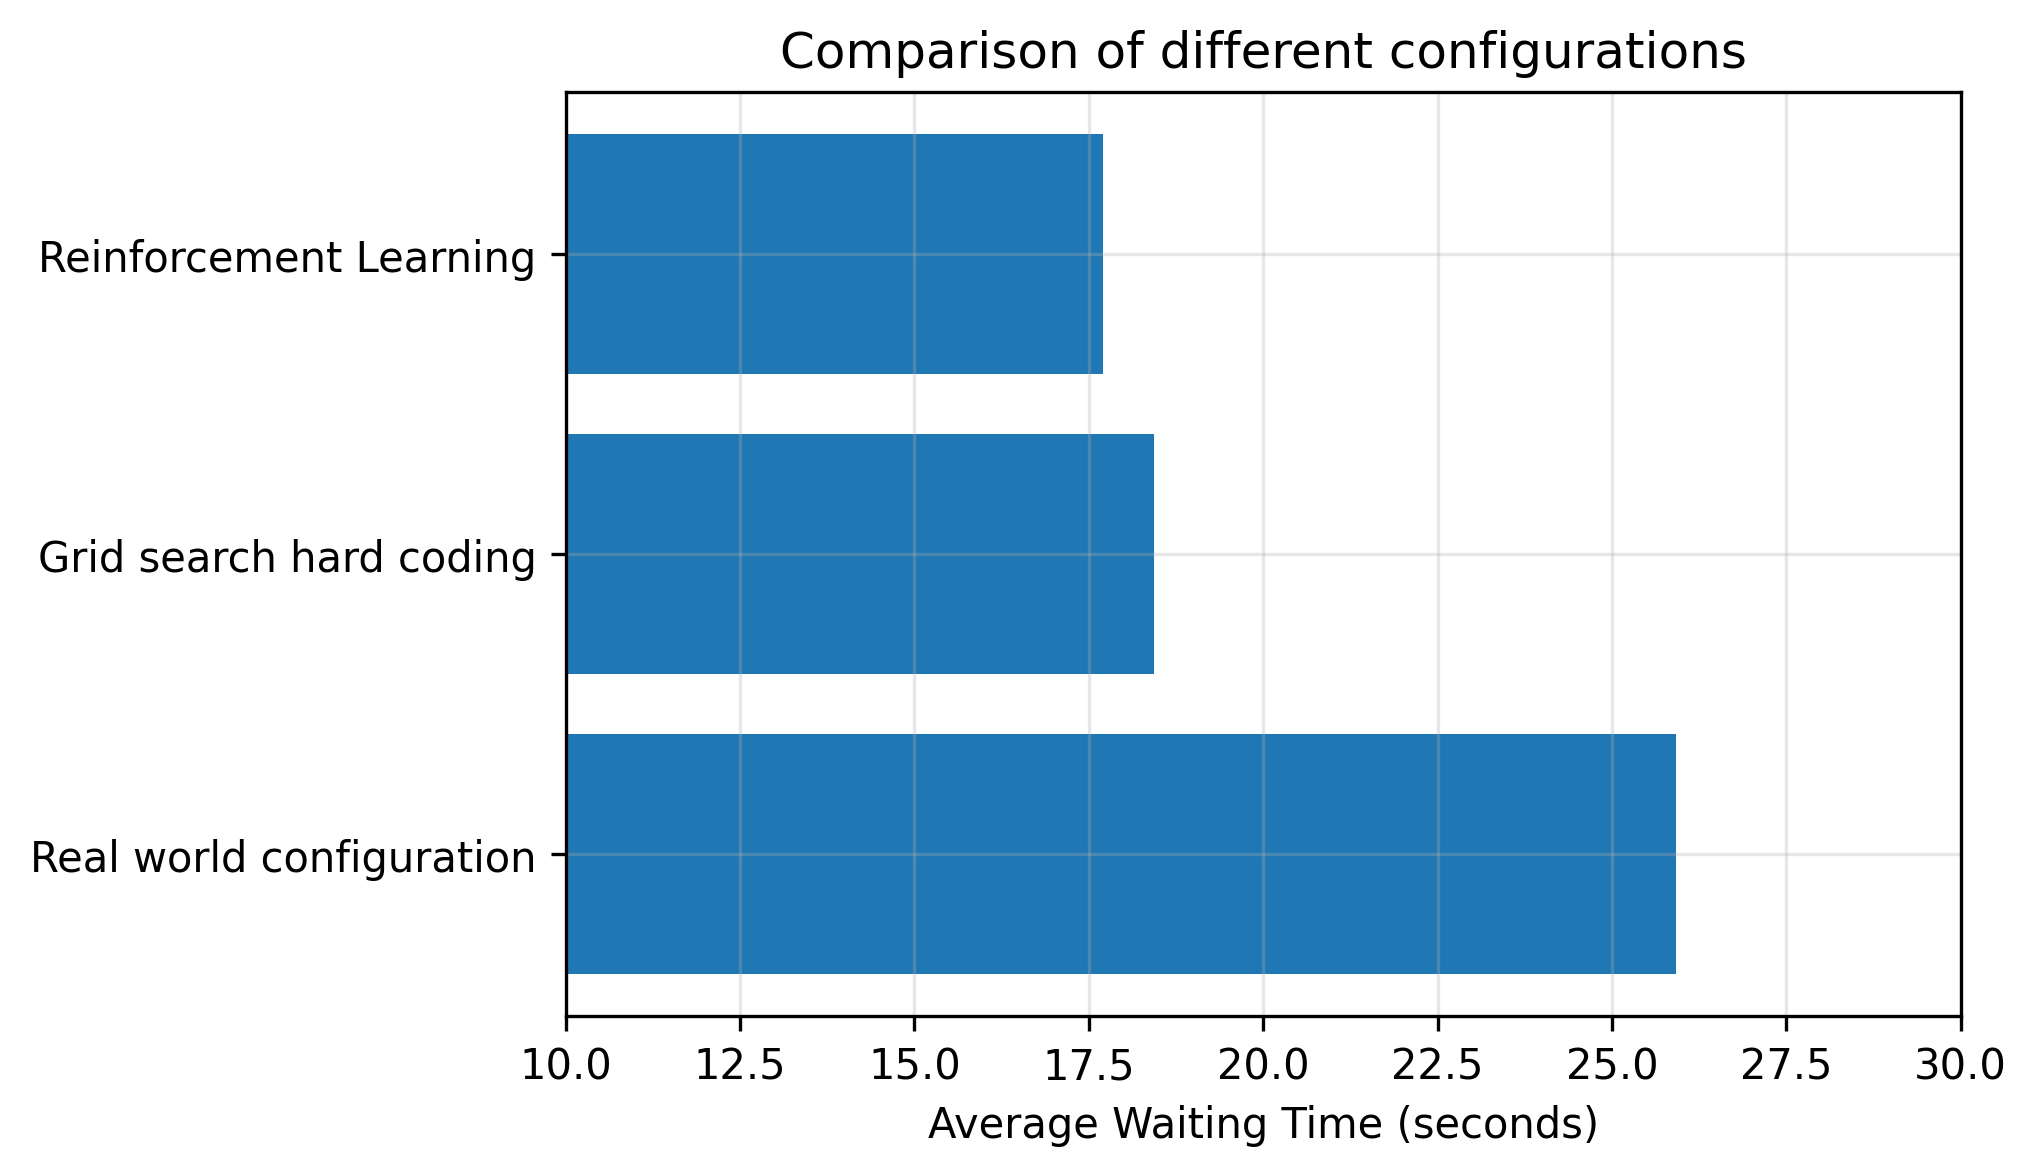 Comparison of different configurations
Reinforcement Learning
Grid search hard coding
Real world configuration
10.0 12.5 15.0 17.5 20.0 22.5 25.0 27.5 30.0
Average Waiting Time (seconds)